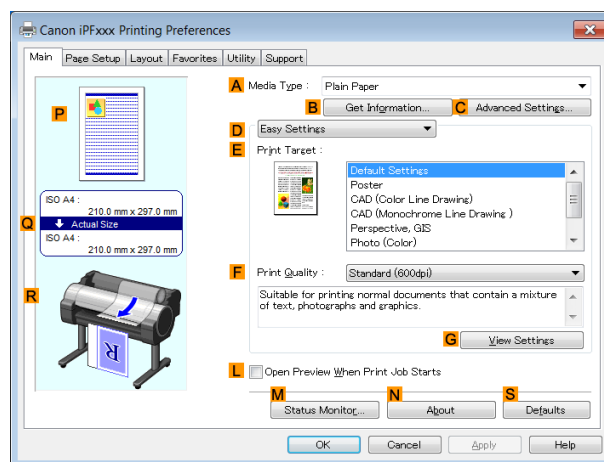 Canon iPFxxx Printing Preferences
Main Page Setup Layout Favorites Utility Support
A Media Type : Plain Paper
B Get Information... C Advanced Settings...
D Easy Settings
E Print Target :
Default Settings
Poster
CAD (Color Line Drawing)
CAD (Monochrome Line Drawing )
Perspective, GIS
Photo (Color)
F Print Quality : Standard (600dpi)
Suitable for printing normal documents that contain a mixture
of text, photographs and graphics.
G View Settings
L Open Preview When Print Job Starts
M Status Monitor...
N About
S Defaults
P
ISO A4 :
210.0 mm x 297.0 mm
Q Actual Size
ISO A4 :
210.0 mm x 297.0 mm
R
OK Cancel Apply Help